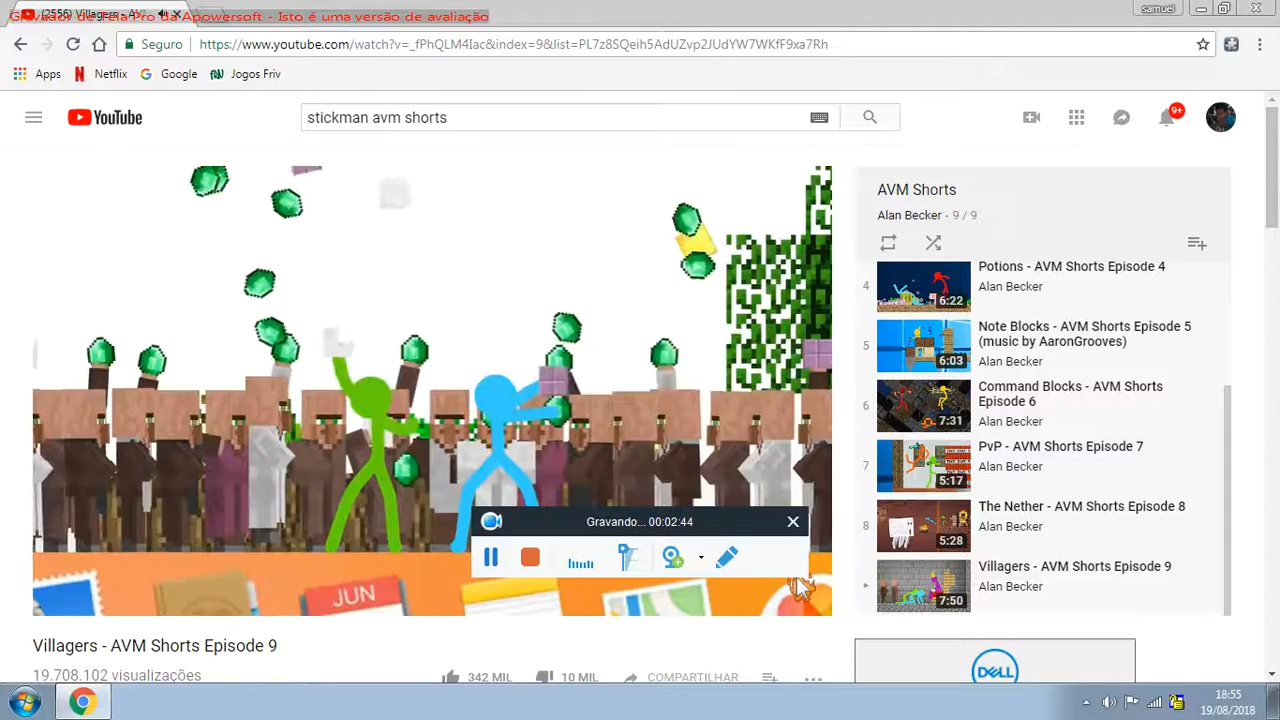 (2556) Villagers - AV
Gravador de Tela Pro da Apowersoft - Isto é uma versão de avaliação
samuel
Seguro
https://www.youtube.com/watch?v=_fPhQLM4Iac&index=9&list=PL7z8SQeih5AdUZvp2JUdYW7WKfF9xa7Rh
Apps
Netflix
Google
Jogos Friv
YouTube
stickman avm shorts
9+
AVM Shorts
Alan Becker - 9 / 9
4
Potions - AVM Shorts Episode 4
Alan Becker
6:22
5
Note Blocks - AVM Shorts Episode 5
(music by AaronGrooves)
Alan Becker
6:03
6
Command Blocks - AVM Shorts
Episode 6
Alan Becker
7:31
7
PvP - AVM Shorts Episode 7
Alan Becker
5:17
8
The Nether - AVM Shorts Episode 8
Alan Becker
5:28
Villagers - AVM Shorts Episode 9
Alan Becker
7:50
Gravando... 00:02:44
JUN
Villagers - AVM Shorts Episode 9
19.708.102 visualizações
342 MIL
10 MIL
COMPARTILHAR
DELL
18:55
19/08/2018